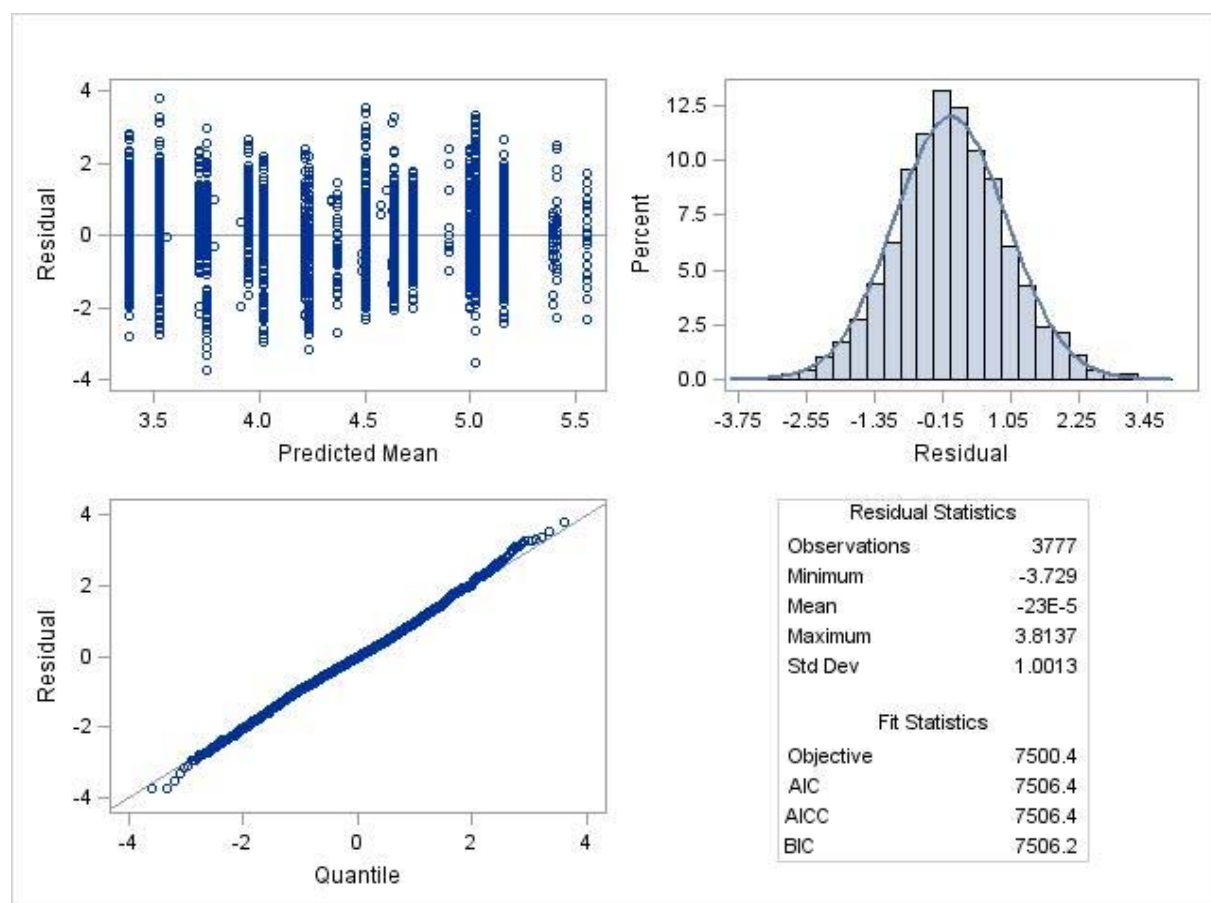 4
2
0
-2
-4
Residual
3.5 4.0 4.5 5.0 5.5
Predicted Mean
12.5
10.0
7.5
5.0
2.5
0.0
Percent
-3.75 -2.55 -1.35 -0.15 1.05 2.25 3.45
Residual
4
2
0
-2
-4
Residual
-4 -2 0 2 4
Quantile
Residual Statistics
Observations 3777
Minimum -3.729
Mean -23E-5
Maximum 3.8137
Std Dev 1.0013
Fit Statistics
Objective 7500.4
AIC 7506.4
AICC 7506.4
BIC 7506.2